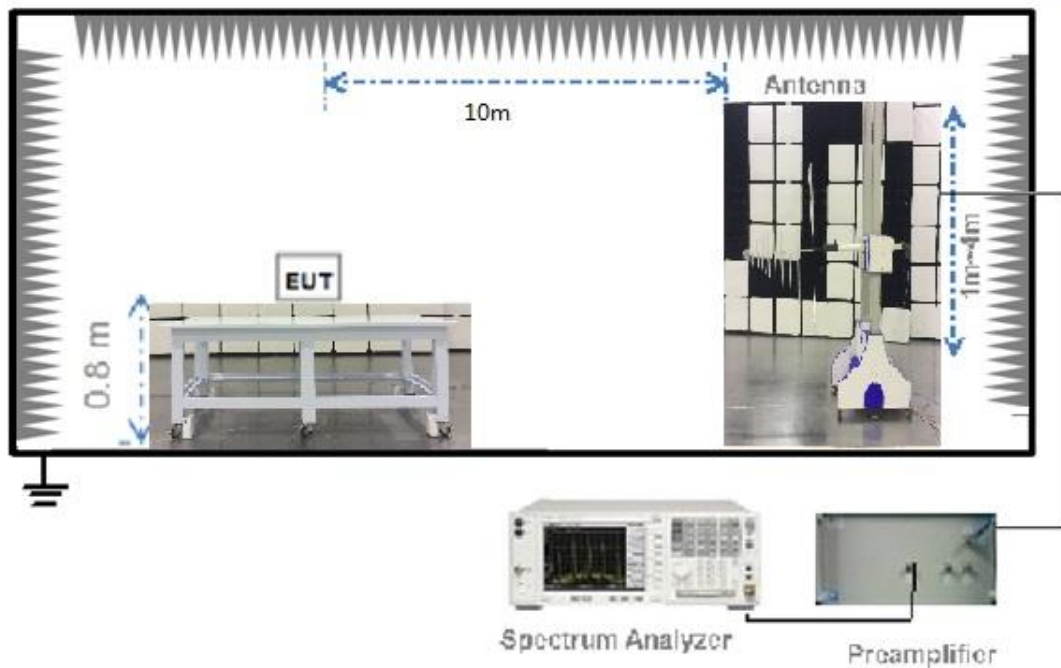 Antenna
10m
1m~4m
EUT
0.8 m
Spectrum Analyzer
Preamplifier